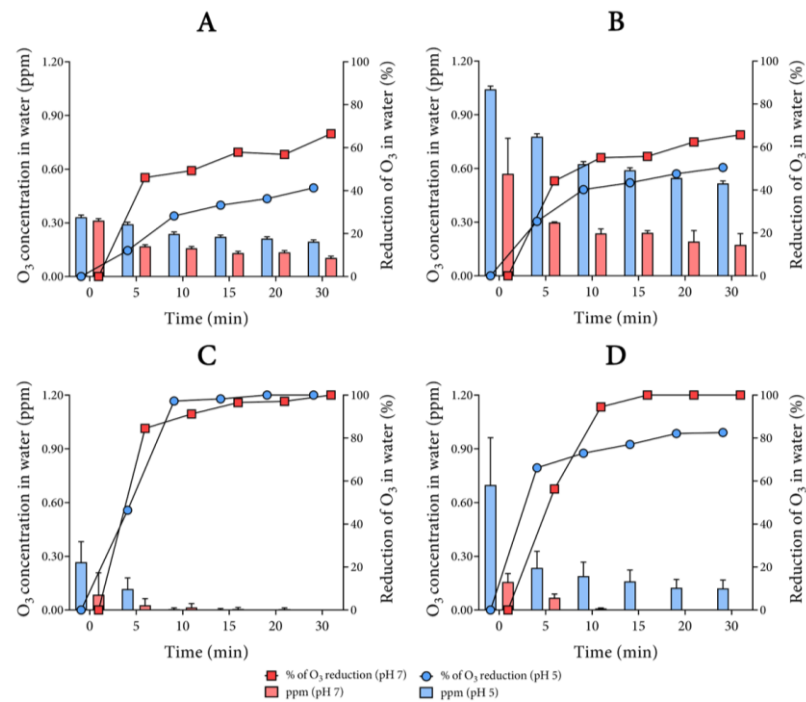 A
B
O3 concentration in water (ppm)
1.20
0.90
0.60
0.30
0.00
100
80
60
40
20
0
Reduction of O3 in water (%)
0 5 10 15 20 30
Time (min)
O3 concentration in water (ppm)
1.20
0.90
0.60
0.30
0.00
100
80
60
40
20
0
Reduction of O3 in water (%)
0 5 10 15 20 30
Time (min)
C
D
O3 concentration in water (ppm)
1.20
0.90
0.60
0.30
0.00
100
80
60
40
20
0
Reduction of O3 in water (%)
0 5 10 15 20 30
Time (min)
O3 concentration in water (ppm)
1.20
0.90
0.60
0.30
0.00
100
80
60
40
20
0
Reduction of O3 in water (%)
0 5 10 15 20 30
Time (min)
% of O3 reduction (pH 7) % of O3 reduction (pH 5)
ppm (pH 7) ppm (pH 5)